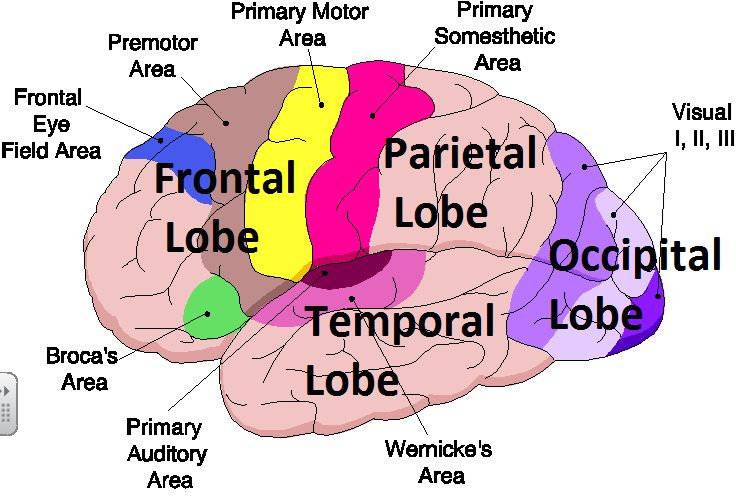 Primary Motor
Area
Primary
Somesthetic
Area
Premotor
Area
Frontal
Eye
Field Area
Visual
I, II, III
Frontal
Lobe
Parietal
Lobe
Occipital
Lobe
Temporal
Lobe
Broca's
Area
Primary
Auditory
Area
Wernicke's
Area